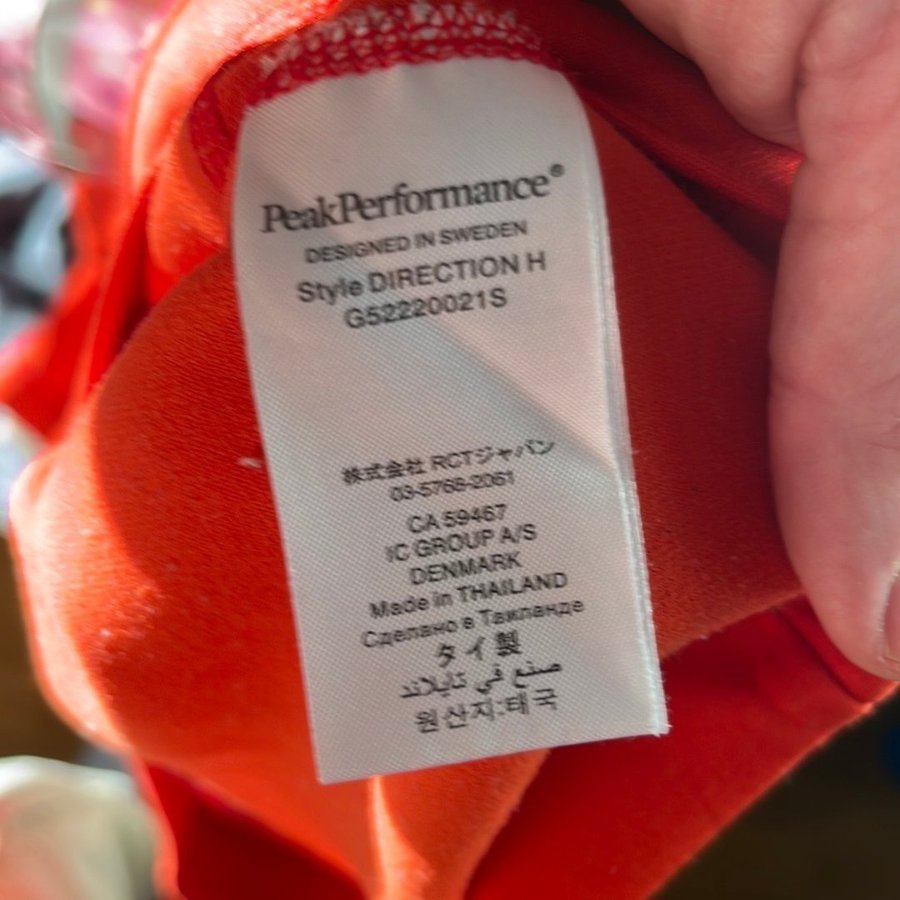 PeakPerformance®
DESIGNED IN SWEDEN
Style DIRECTION H
G52220021S
株式会社 RCTジャパン
03-5768-2061
CA 59467
IC GROUP A/S
DENMARK
Made in THAILAND
Сделано в Таиланде
タイ製
صنع في تايلاند
원산지:태국